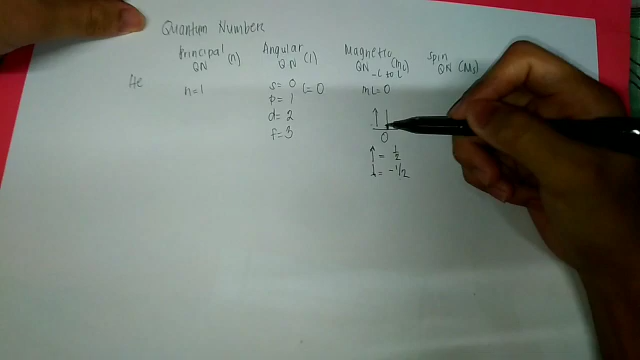 Quantum Numbers
Principal QN (n)
Angular QN (l)
Magnetic QN (ml)
-l to l
Spin QN (Ms)
He
n=1
s=0 l=0
p=1
d=2
f=3
ml=0
0
↑ = 1/2
↓ = -1/2